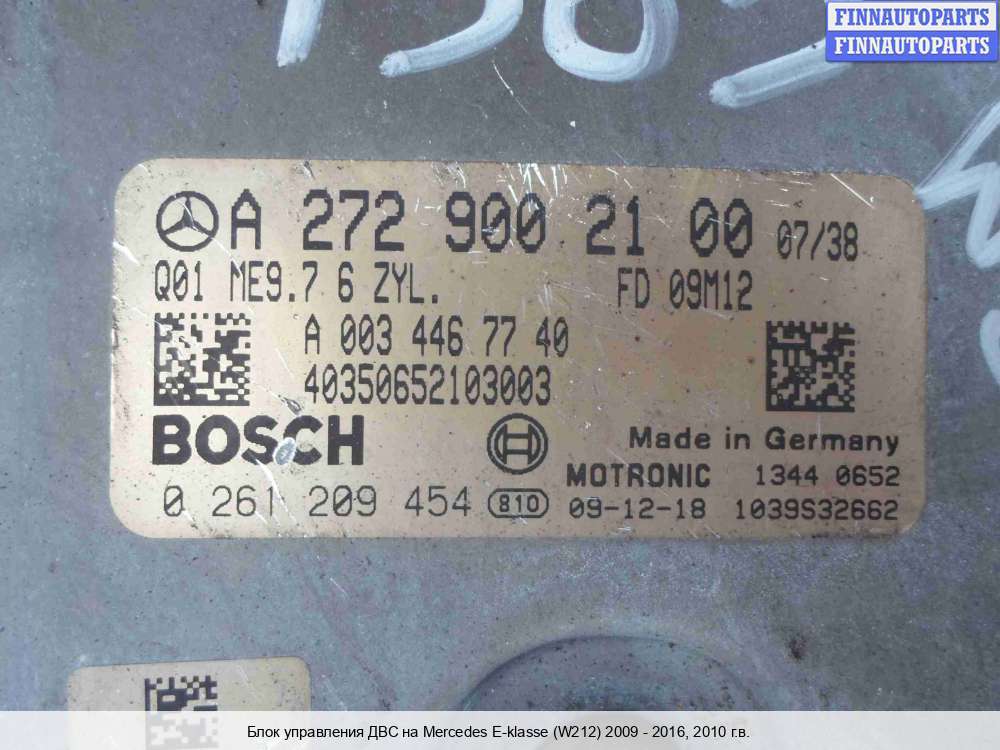 FINNAUTOPARTS
FINNAUTOPARTS
A 272 900 21 00 07/38
Q01 ME9.7 6 ZYL. FD 09M12
A 003 446 77 40
40350652103003
BOSCH
Made in Germany
MOTRONIC 1344 0652
0 261 209 454 810 09-12-18 1039S32662
Блок управления ДВС на Mercedes E-klasse (W212) 2009 - 2016, 2010 г.в.